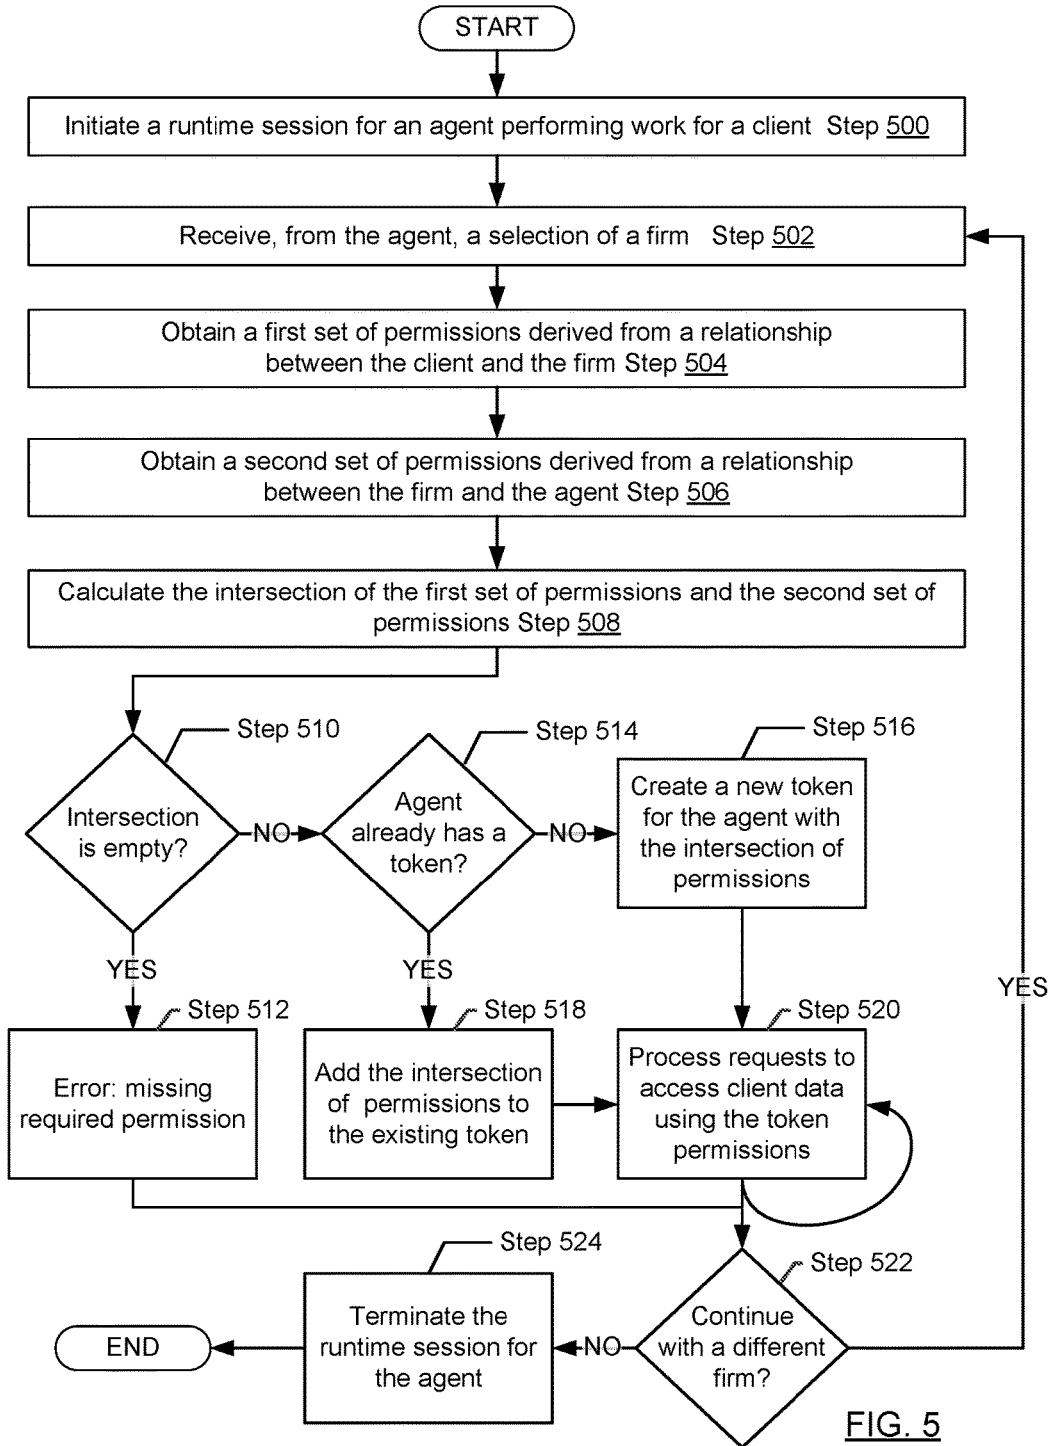 START
Initiate a runtime session for an agent performing work for a client Step 500
Receive, from the agent, a selection of a firm Step 502
Obtain a first set of permissions derived from a relationship
between the client and the firm Step 504
Obtain a second set of permissions derived from a relationship
between the firm and the agent Step 506
Calculate the intersection of the first set of permissions and the second set of
permissions Step 508
Step 510
Intersection
is empty?
NO
YES
Step 514
Agent
already has a
token?
NO
YES
Step 516
Create a new token
for the agent with
the intersection of
permissions
Step 512
Error: missing
required permission
Step 518
Add the intersection
of permissions to
the existing token
Step 520
Process requests to
access client data
using the token
permissions
YES
Step 522
Continue
with a different
firm?
NO
Step 524
Terminate the
runtime session for
the agent
END
FIG. 5